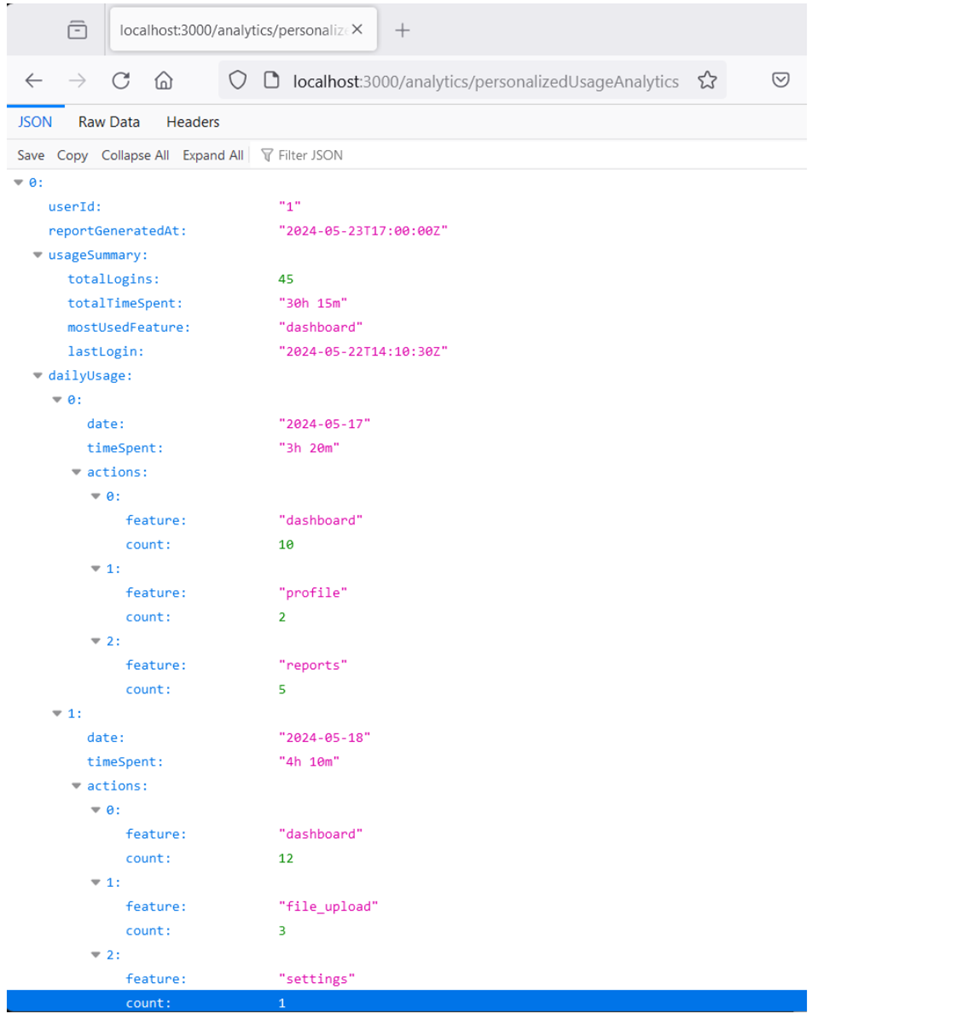 localhost:3000/analytics/personaliz
localhost:3000/analytics/personalizedUsageAnalytics
JSON Raw Data Headers
Save Copy Collapse All Expand All Filter JSON
0:
userId: "1"
reportGeneratedAt: "2024-05-23T17:00:00Z"
usageSummary:
totalLogins: 45
totalTimeSpent: "30h 15m"
mostUsedFeature: "dashboard"
lastLogin: "2024-05-22T14:10:30Z"
dailyUsage:
0:
date: "2024-05-17"
timeSpent: "3h 20m"
actions:
0:
feature: "dashboard"
count: 10
1:
feature: "profile"
count: 2
2:
feature: "reports"
count: 5
1:
date: "2024-05-18"
timeSpent: "4h 10m"
actions:
0:
feature: "dashboard"
count: 12
1:
feature: "file_upload"
count: 3
2:
feature: "settings"
count: 1